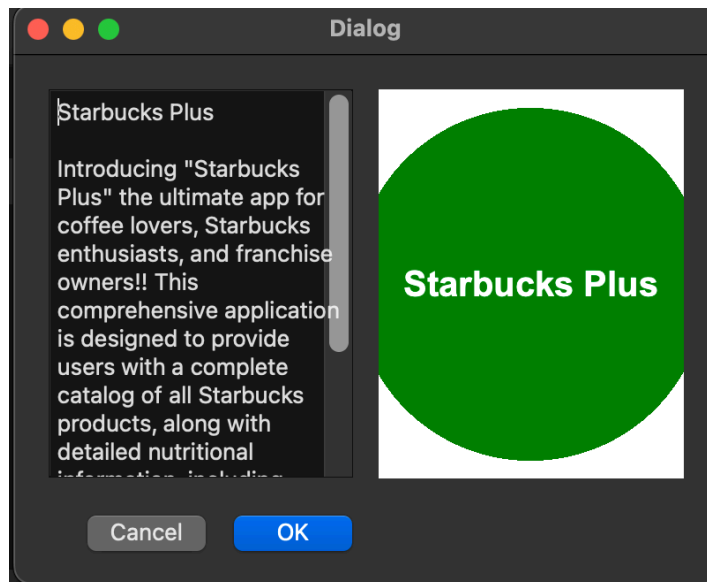 Dialog
Starbucks Plus
Introducing "Starbucks
Plus" the ultimate app for
coffee lovers, Starbucks
enthusiasts, and franchise
owners!! This
comprehensive application
is designed to provide
users with a complete
catalog of all Starbucks
products, along with
detailed nutritional
information, including
Starbucks Plus
Cancel
OK